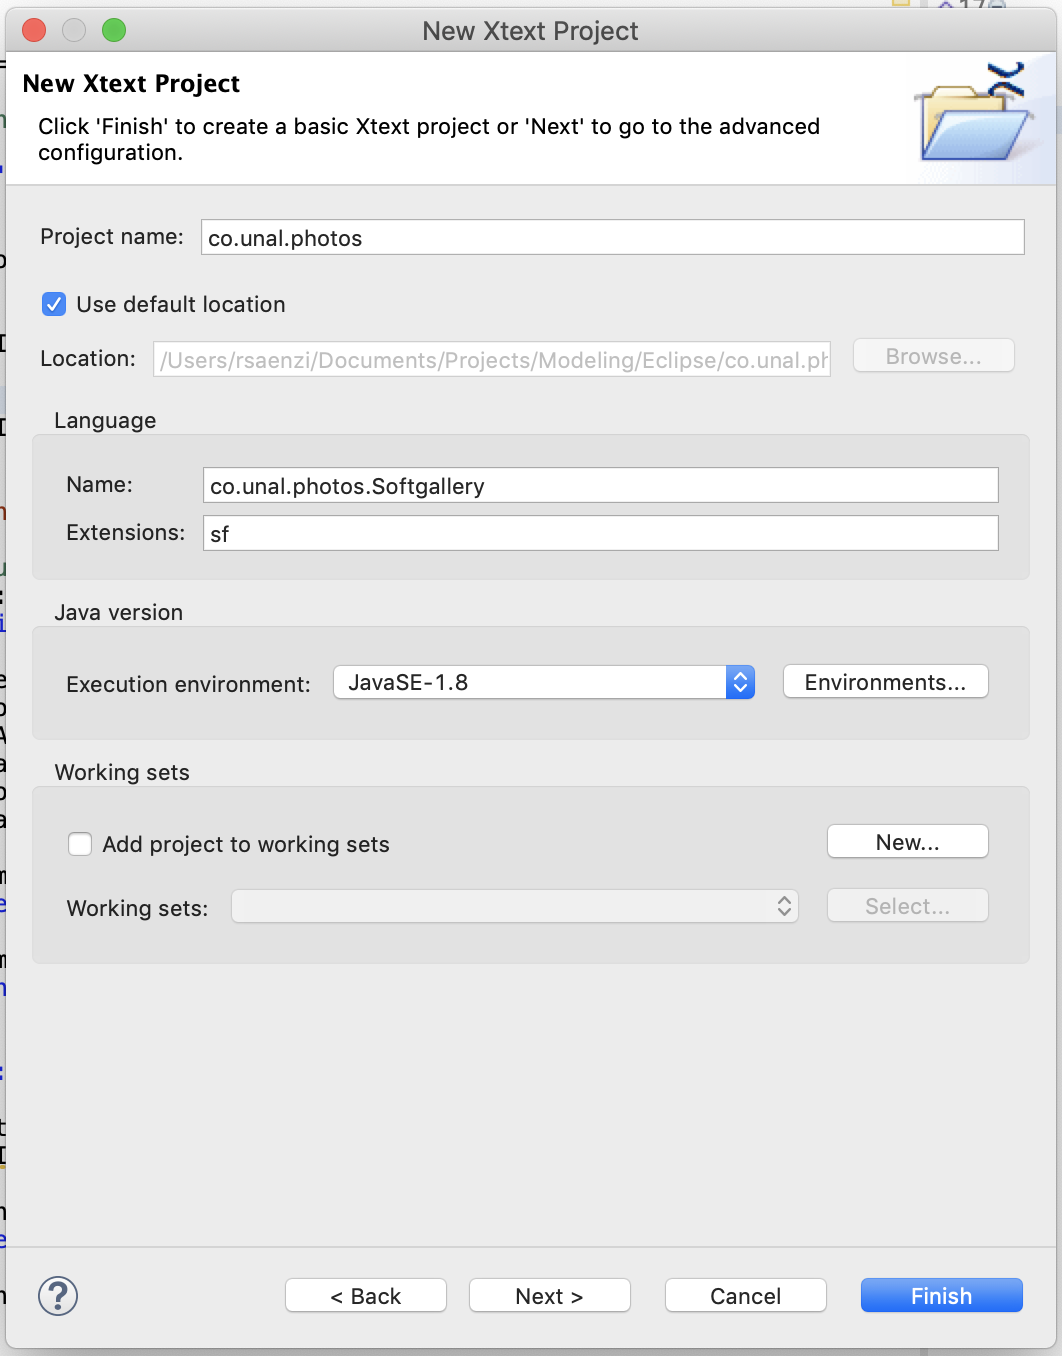 New Xtext Project
New Xtext Project
Click 'Finish' to create a basic Xtext project or 'Next' to go to the advanced
configuration.
Project name: co.unal.photos
Use default location
Location: /Users/rsaenzi/Documents/Projects/Modeling/Eclipse/co.unal.ph Browse...
Language
Name: co.unal.photos.Softgallery
Extensions: sf
Java version
Execution environment: JavaSE-1.8 Environments...
Working sets
Add project to working sets New...
Working sets: Select...
? < Back Next > Cancel Finish